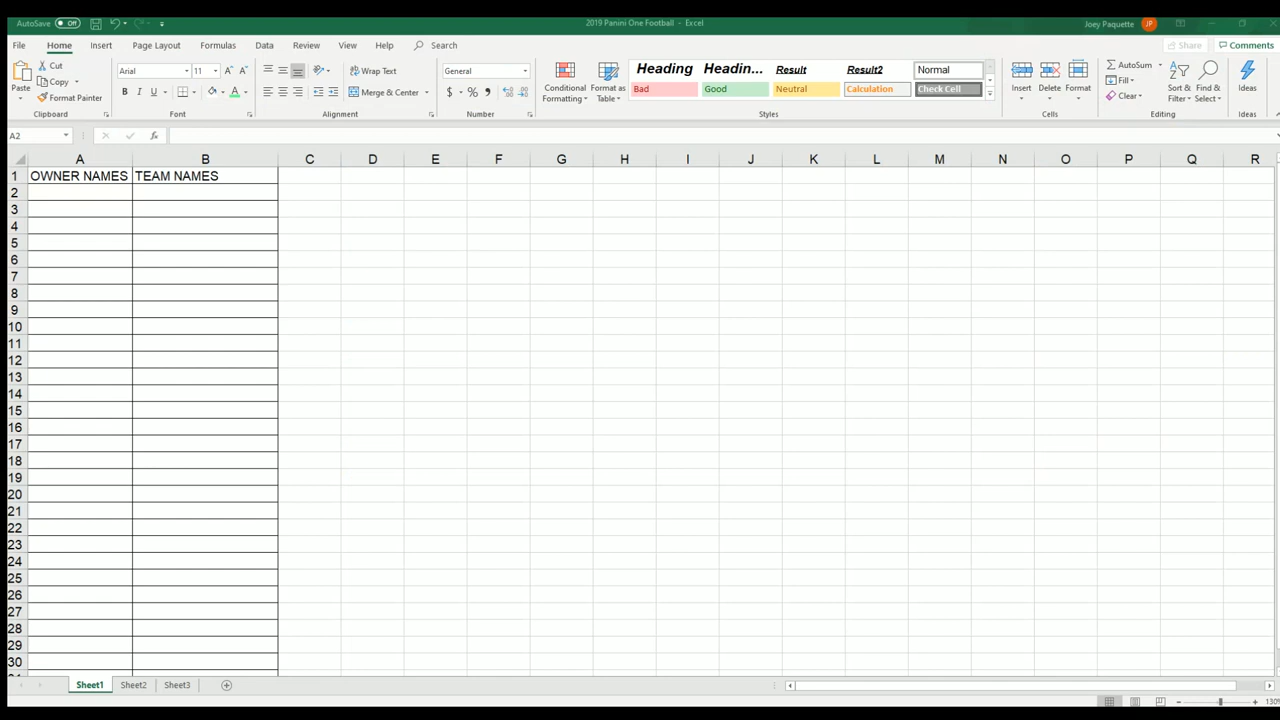 AutoSave Off 2019 Panini One Football - Excel Joey Paquette JP
File Home Insert Page Layout Formulas Data Review View Help Search Share Comments
Paste Cut Copy Format Painter
Clipboard
Arial 11 A A
B I U A
Font
Wrap Text
Merge & Center
Alignment
General
$ % ,
Number
Conditional Formatting Format as Table
Heading Headin... Result Result2 Normal
Bad Good Neutral Calculation Check Cell
Styles
Insert Delete Format
Cells
AutoSum
Fill
Clear
Sort & Filter Find & Select
Editing
Ideas
Ideas
A2 fx
A B C D E F G H I J K L M N O P Q R
1 OWNER NAMES TEAM NAMES
2
3
4
5
6
7
8
9
10
11
12
13
14
15
16
17
18
19
20
21
22
23
24
25
26
27
28
29
30
Sheet1 Sheet2 Sheet3
130%